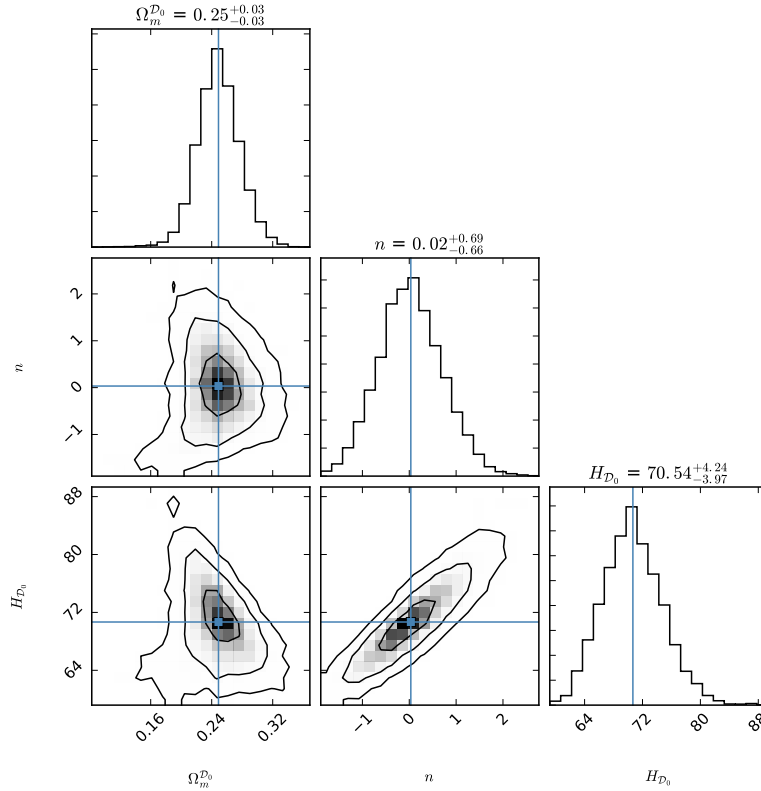 Ω_m^{𝒟_0} = 0.25^{+0.03}_{−0.03}
n = 0.02^{+0.69}_{−0.66}
2
1
0
−1
n
H_{𝒟_0} = 70.54^{+4.24}_{−3.97}
88
80
72
64
H_{𝒟_0}
0.16 0.24 0.32 −1 0 1 2 64 72 80 88
Ω_m^{𝒟_0} n H_{𝒟_0}